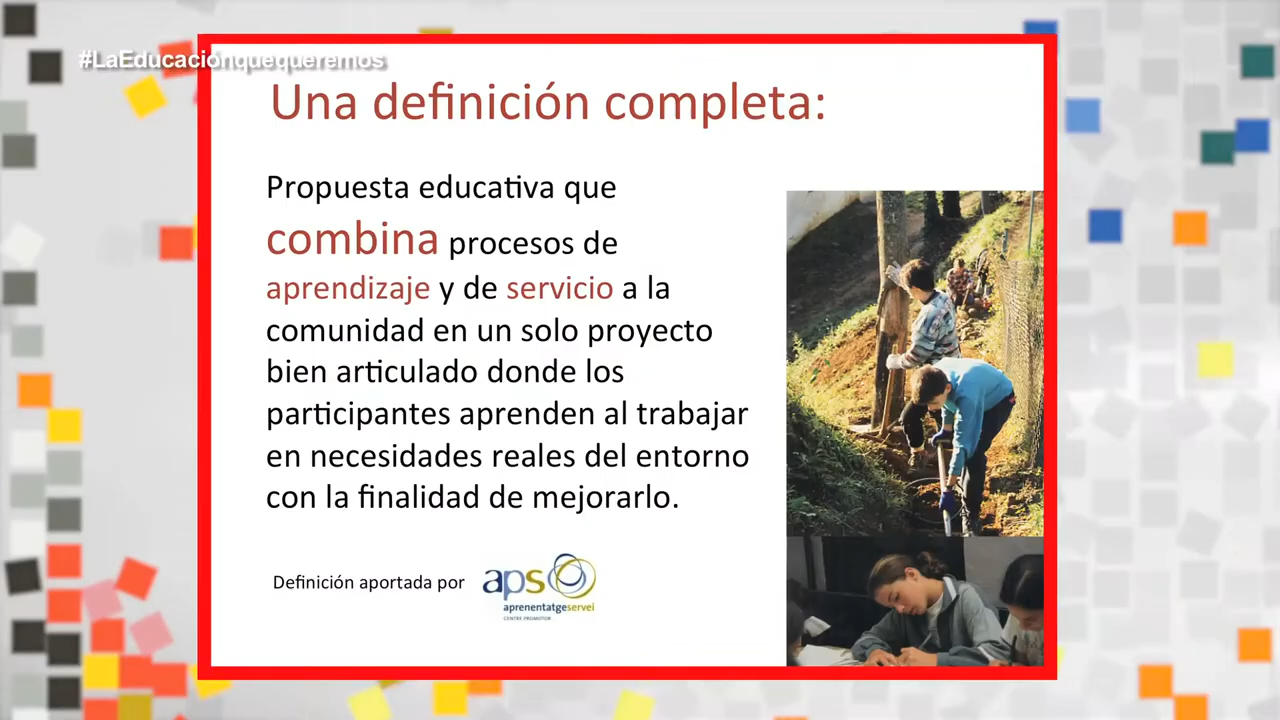 #LaEducaciónquequeremos
Una definición completa:
Propuesta educativa que
combina procesos de
aprendizaje y de servicio a la
comunidad en un solo proyecto
bien articulado donde los
participantes aprenden al trabajar
en necesidades reales del entorno
con la finalidad de mejorarlo.
Definición aportada por
aps
aprenentatgeservei
CENTRE PROMOTOR